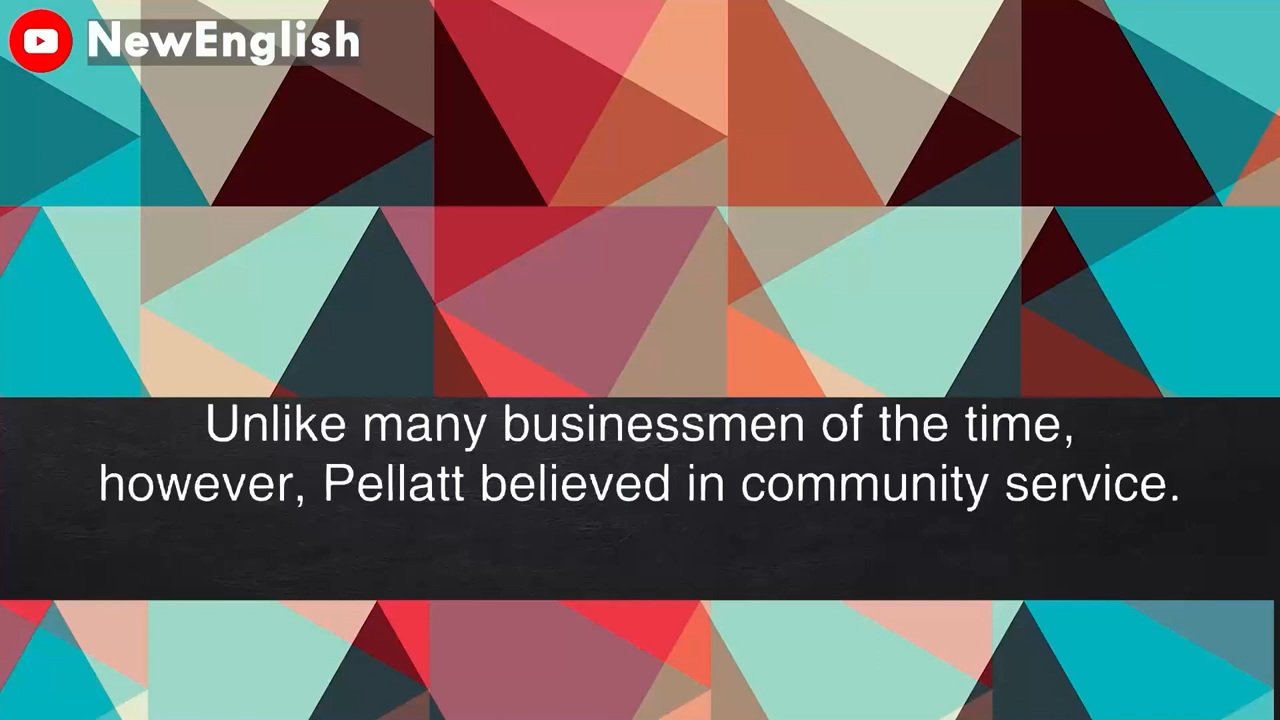 NewEnglish
Unlike many businessmen of the time,
however, Pellatt believed in community service.